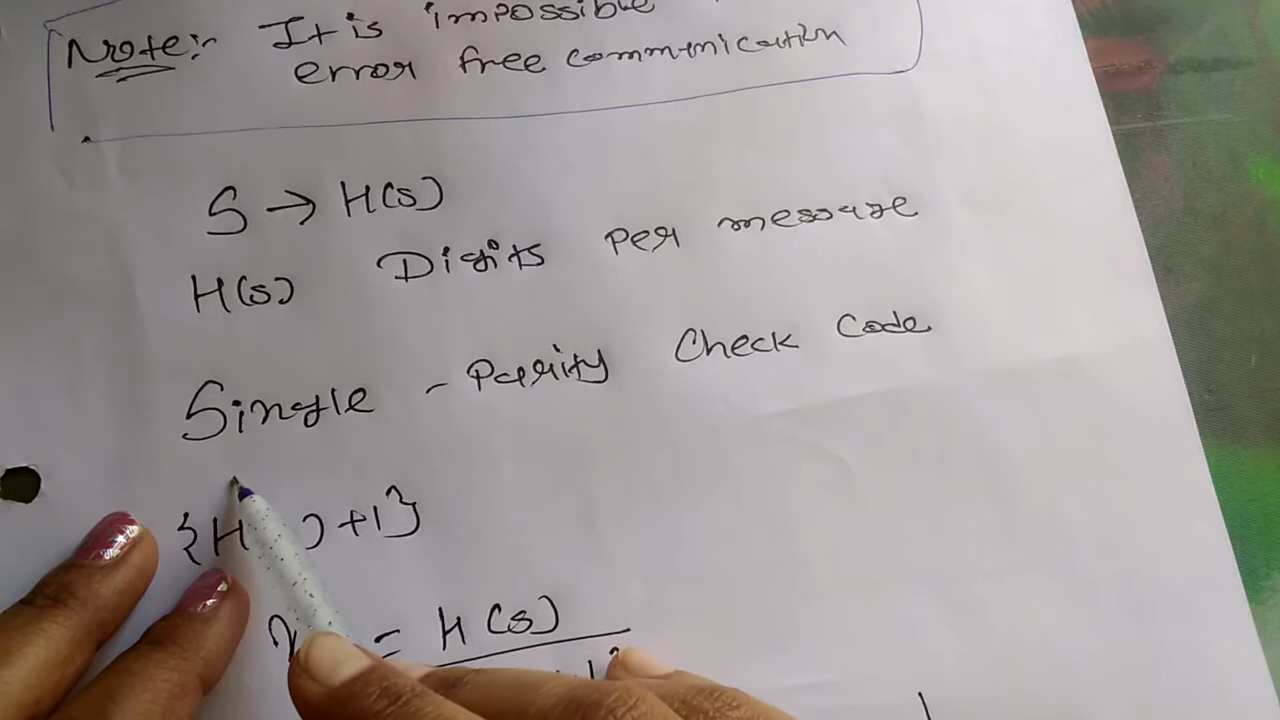 Note:- It is impossible
error free communication
S → H(s)
H(s) Digits per message
Single - Parity Check Code
{H )+1}
= H(s)